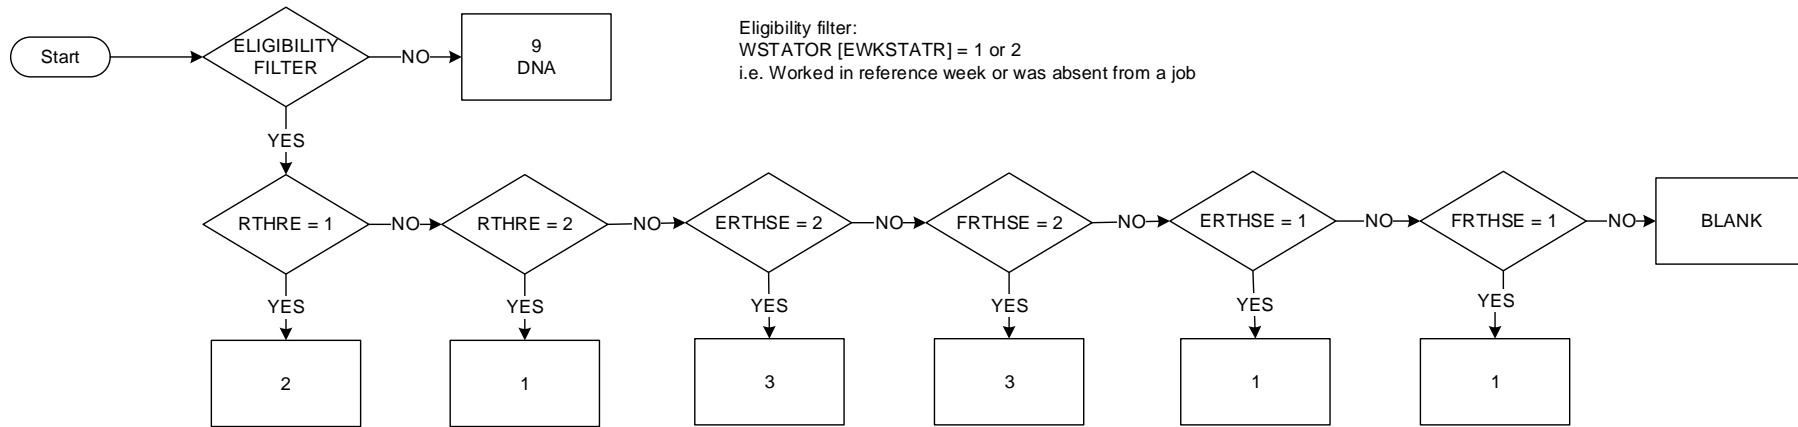 Start
ELIGIBILITY
FILTER
NO
9
DNA
Eligibility filter:
WSTATOR [EWKSTATR] = 1 or 2
i.e. Worked in reference week or was absent from a job
YES
RTHRE = 1
NO
RTHRE = 2
NO
ERTHSE = 2
NO
FRTHSE = 2
NO
ERTHSE = 1
NO
FRTHSE = 1
NO
BLANK
YES
YES
YES
YES
YES
YES
2
1
3
3
1
1